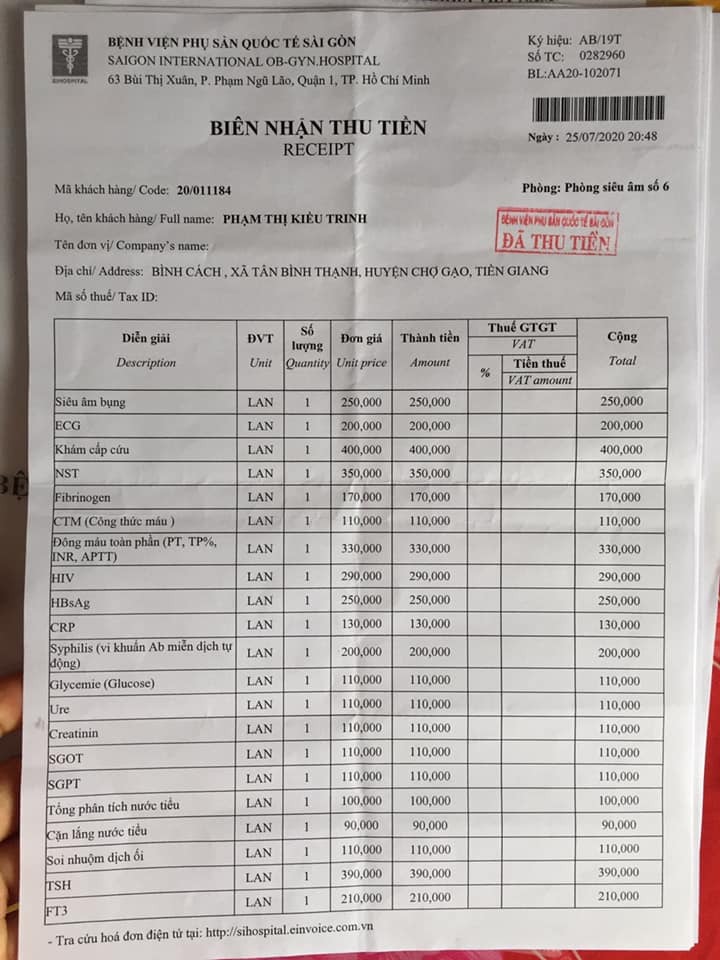 SIHOSPITAL
BỆNH VIỆN PHỤ SẢN QUỐC TẾ SÀI GÒN
SAIGON INTERNATIONAL OB-GYN.HOSPITAL
63 Bùi Thị Xuân, P. Phạm Ngũ Lão, Quận 1, TP. Hồ Chí Minh
Ký hiệu: AB/19T
Số TC: 0282960
BL:AA20-102071
BIÊN NHẬN THU TIỀN
RECEIPT
Ngày : 25/07/2020 20:48
Mã khách hàng/ Code: 20/011184
Phòng: Phòng siêu âm số 6
Họ, tên khách hàng/ Full name: PHẠM THỊ KIỀU TRINH
BỆNH VIỆN PHỤ SẢN QUỐC TẾ SÀI GÒN
ĐÃ THU TIỀN
Tên đơn vị/ Company's name:
Địa chỉ/ Address: BÌNH CÁCH , XÃ TÂN BÌNH THẠNH, HUYỆN CHỢ GẠO, TIỀN GIANG
Mã số thuế/ Tax ID:
Diễn giải ĐVT Số lượng Đơn giá Thành tiền Thuế GTGT Cộng
Description Unit Quantity Unit price Amount VAT Total
% Tiền thuế
VAT amount
Siêu âm bụng LAN 1 250,000 250,000 250,000
ECG LAN 1 200,000 200,000 200,000
Khám cấp cứu LAN 1 400,000 400,000 400,000
NST LAN 1 350,000 350,000 350,000
Fibrinogen LAN 1 170,000 170,000 170,000
CTM (Công thức máu ) LAN 1 110,000 110,000 110,000
Đông máu toàn phần (PT, TP%, INR, APTT) LAN 1 330,000 330,000 330,000
HIV LAN 1 290,000 290,000 290,000
HBsAg LAN 1 250,000 250,000 250,000
CRP LAN 1 130,000 130,000 130,000
Syphilis (vi khuẩn Ab miễn dịch tự động) LAN 1 200,000 200,000 200,000
Glycemie (Glucose) LAN 1 110,000 110,000 110,000
Ure LAN 1 110,000 110,000 110,000
Creatinin LAN 1 110,000 110,000 110,000
SGOT LAN 1 110,000 110,000 110,000
SGPT LAN 1 110,000 110,000 110,000
Tổng phân tích nước tiểu LAN 1 100,000 100,000 100,000
Cặn lắng nước tiểu LAN 1 90,000 90,000 90,000
Soi nhuộm dịch ối LAN 1 110,000 110,000 110,000
TSH LAN 1 390,000 390,000 390,000
FT3 LAN 1 210,000 210,000 210,000
- Tra cứu hoá đơn điện tử tại: http://sihospital.einvoice.com.vn